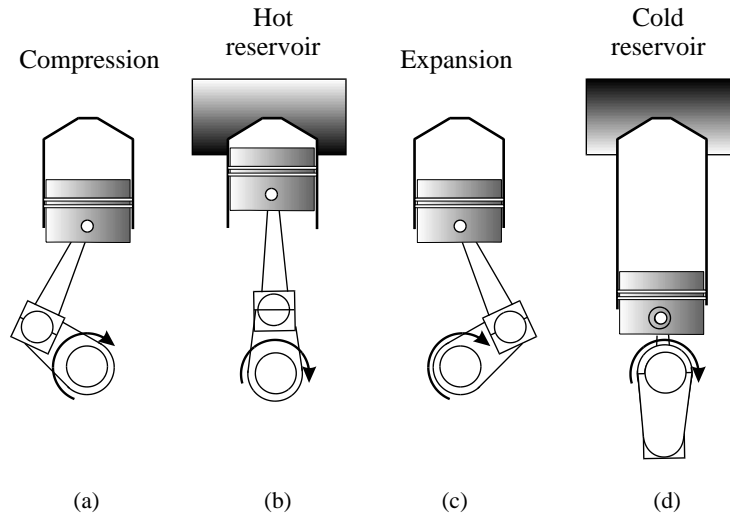 Compression
Hot
reservoir
Expansion
Cold
reservoir
(a)
(b)
(c)
(d)